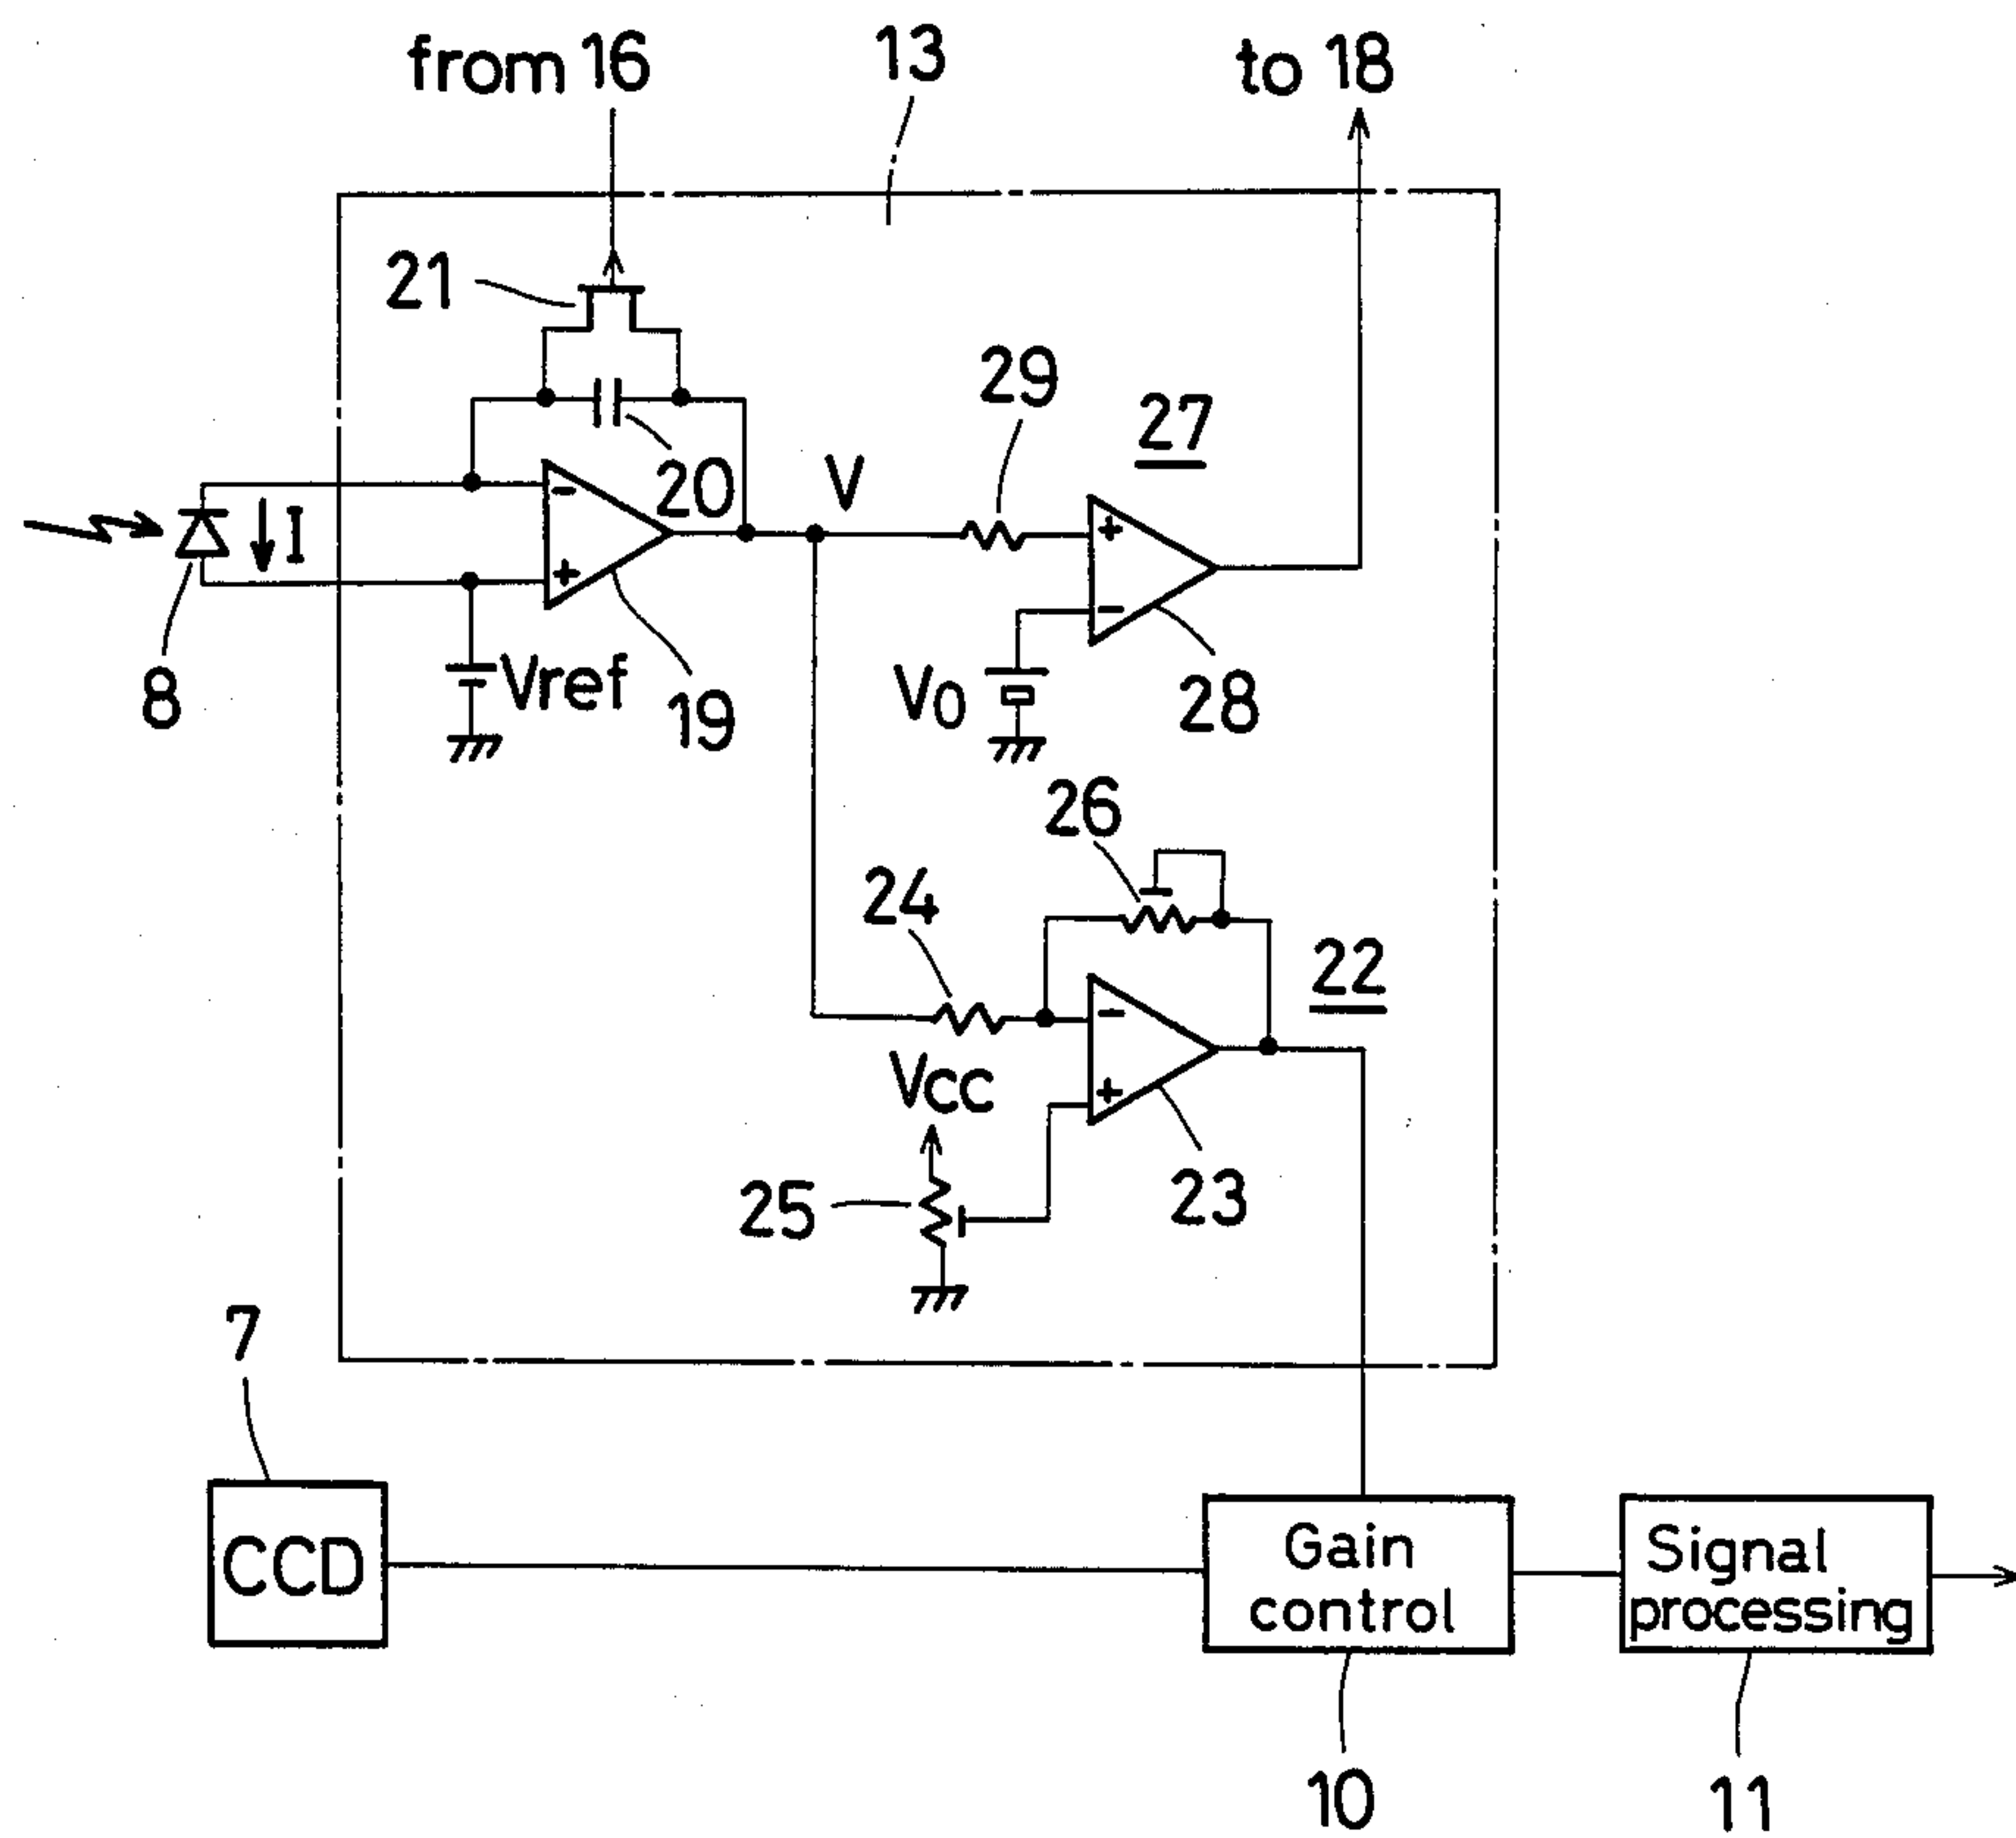 from 16
13
to 18
21
29
27
20
V
-
+
I
+
-
8
Vref
19
Vo
28
26
24
22
-
+
Vcc
25
23
7
CCD
Gain
control
Signal
processing
10
11